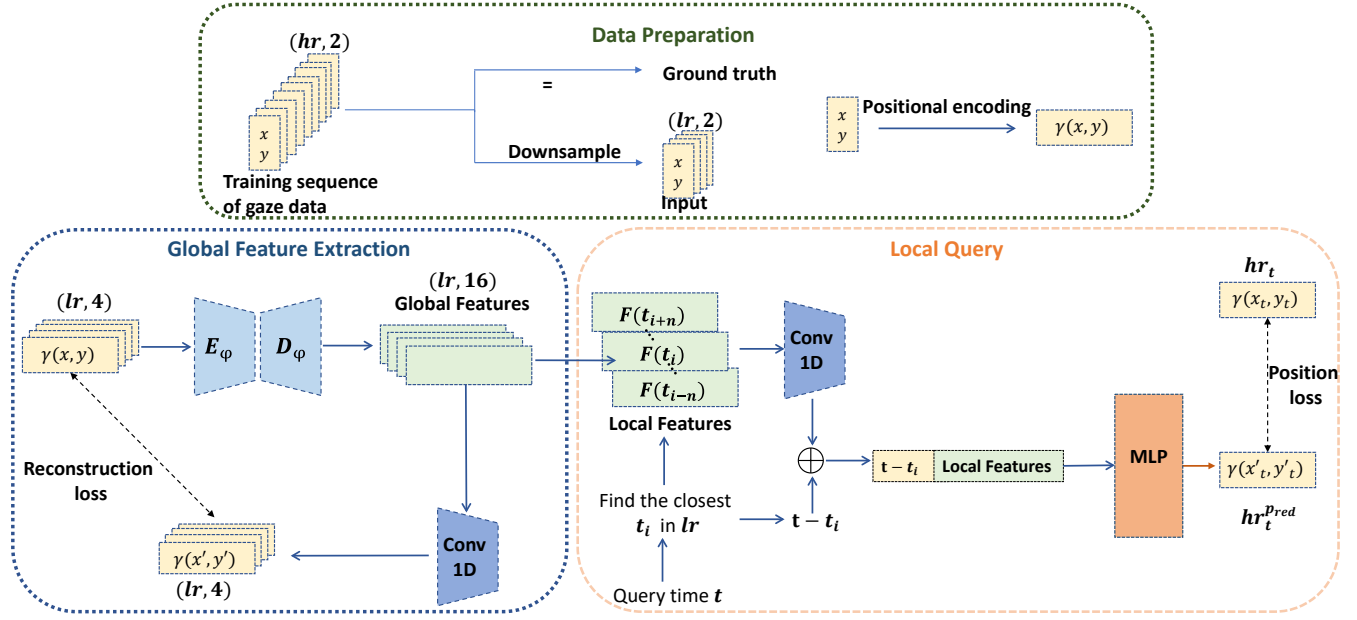 Data Preparation
(hr, 2)
x
y
Training sequence
of gaze data
=
Ground truth
Downsample
(lr, 2)
x
y
Input
x
y
Positional encoding
γ(x, y)
Global Feature Extraction
(lr, 4)
γ(x, y)
E_φ
D_φ
(lr, 16)
Global Features
Reconstruction
loss
Conv
1D
γ(x', y')
(lr, 4)
Local Query
F(t_{i+n})
F(t_i)
F(t_{i−n})
Local Features
Find the closest
t_i in lr
Query time t
t − t_i
Conv
1D
t − t_i
Local Features
MLP
hr_t
γ(x_t, y_t)
Position
loss
γ(x'_t, y'_t)
hr_t^{p_{red}}